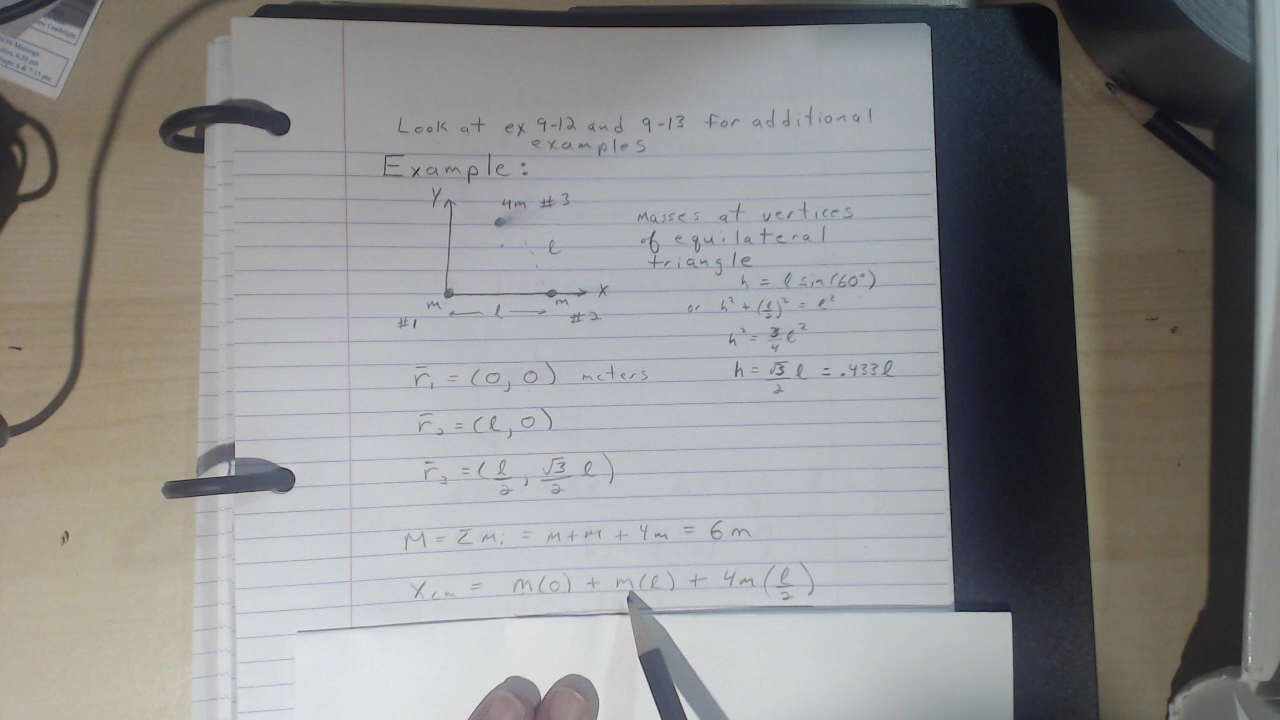 Look at ex 9-12 and 9-13 for additional
examples
Example:
Y
4m #3
l
X
m
m
#1
l
#2
Masses at vertices
of equilateral
triangle
h = l sin(60°)
or h² + (l/2)² = l²
h² = 3/4 l²
h = √3/2 l = .433l
r̄₁ = (0, 0) meters
r̄₂ = (l, 0)
r̄₃ = (l/2, √3/2 l)
M = Σmᵢ = m + m + 4m = 6m
Xcm = m(0) + m(l) + 4m(l/2)